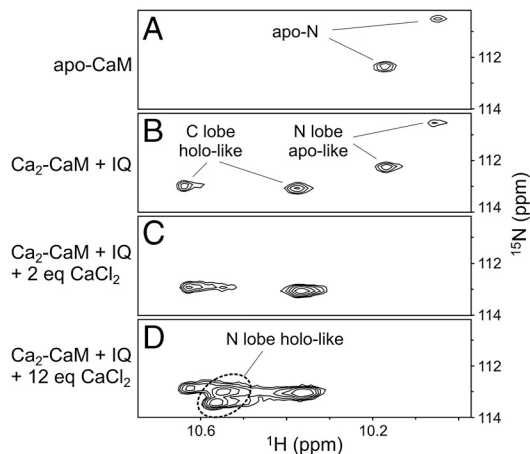 A
apo-CaM
apo-N
112
114
B
Ca₂-CaM + IQ
C lobe
holo-like
N lobe
apo-like
112
114
C
Ca₂-CaM + IQ
+ 2 eq CaCl₂
112
114
D
Ca₂-CaM + IQ
+ 12 eq CaCl₂
N lobe holo-like
112
114
¹⁵N (ppm)
10.6
10.2
¹H (ppm)